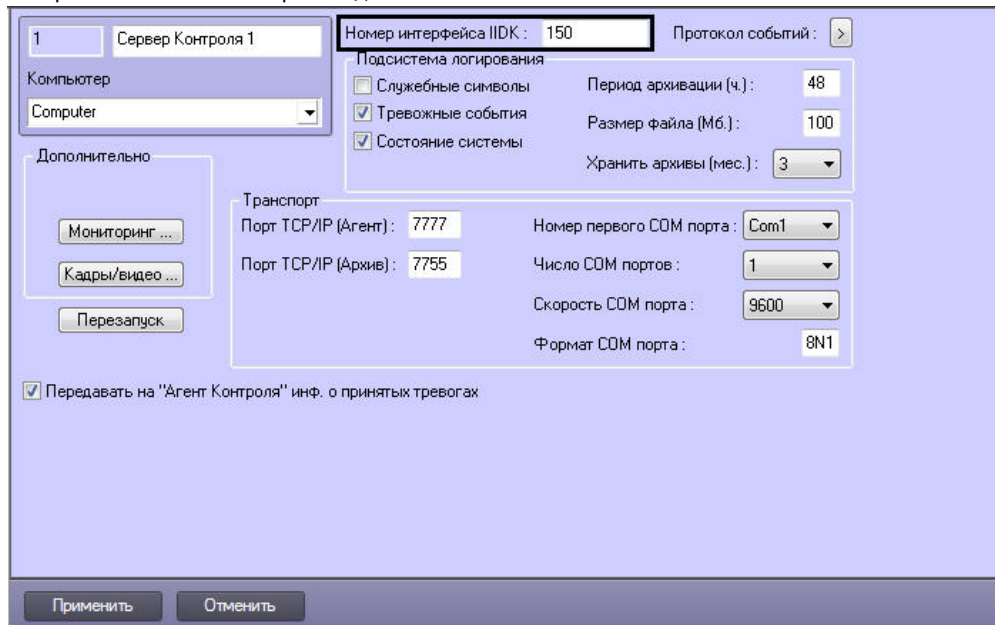 1 Сервер Контроля 1
Компьютер
Computer
Номер интерфейса IIDK : 150
Протокол событий : >
Подсистема логирования
Служебные символы
Тревожные события
Состояние системы
Период архивации (ч.) : 48
Размер файла (Мб.) : 100
Хранить архивы (мес.) : 3
Дополнительно
Мониторинг ...
Кадры/видео ...
Перезапуск
Транспорт
Порт TCP/IP (Агент) : 7777
Порт TCP/IP (Архив) : 7755
Номер первого COM порта : Com1
Число COM портов : 1
Скорость COM порта : 9600
Формат COM порта : 8N1
Передавать на "Агент Контроля" инф. о принятых тревогах
Применить
Отменить